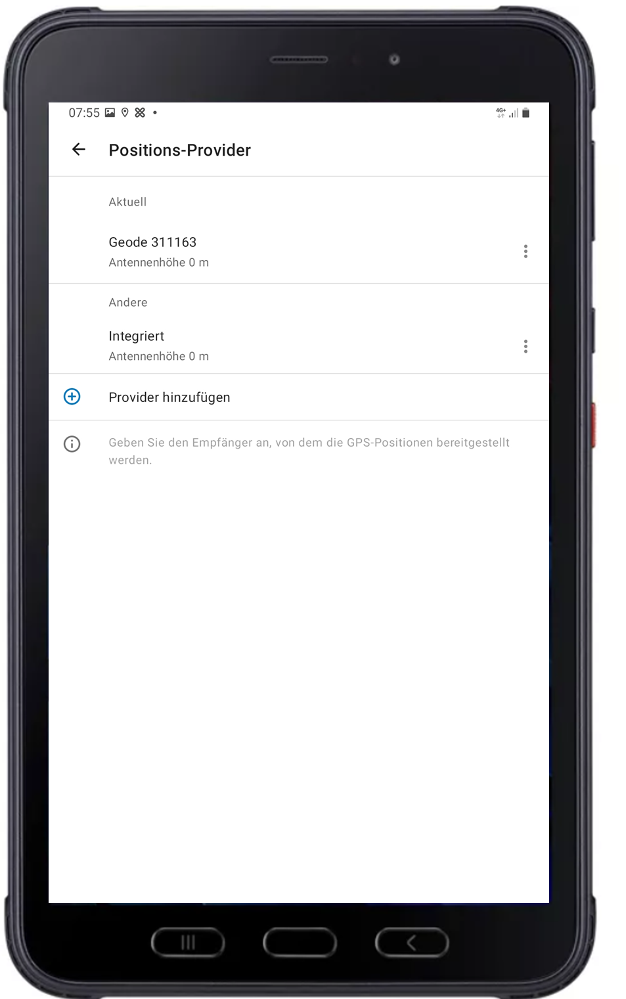 07:55
4G+
Positions-Provider
Aktuell
Geode 311163
Antennenhöhe 0 m
Andere
Integriert
Antennenhöhe 0 m
Provider hinzufügen
Geben Sie den Empfänger an, von dem die GPS-Positionen bereitgestellt
werden.